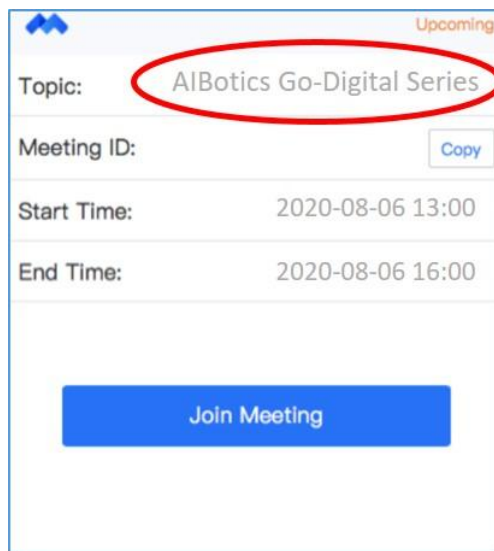 Upcoming
Topic: AIBotics Go-Digital Series
Meeting ID: Copy
Start Time: 2020-08-06 13:00
End Time: 2020-08-06 16:00
Join Meeting